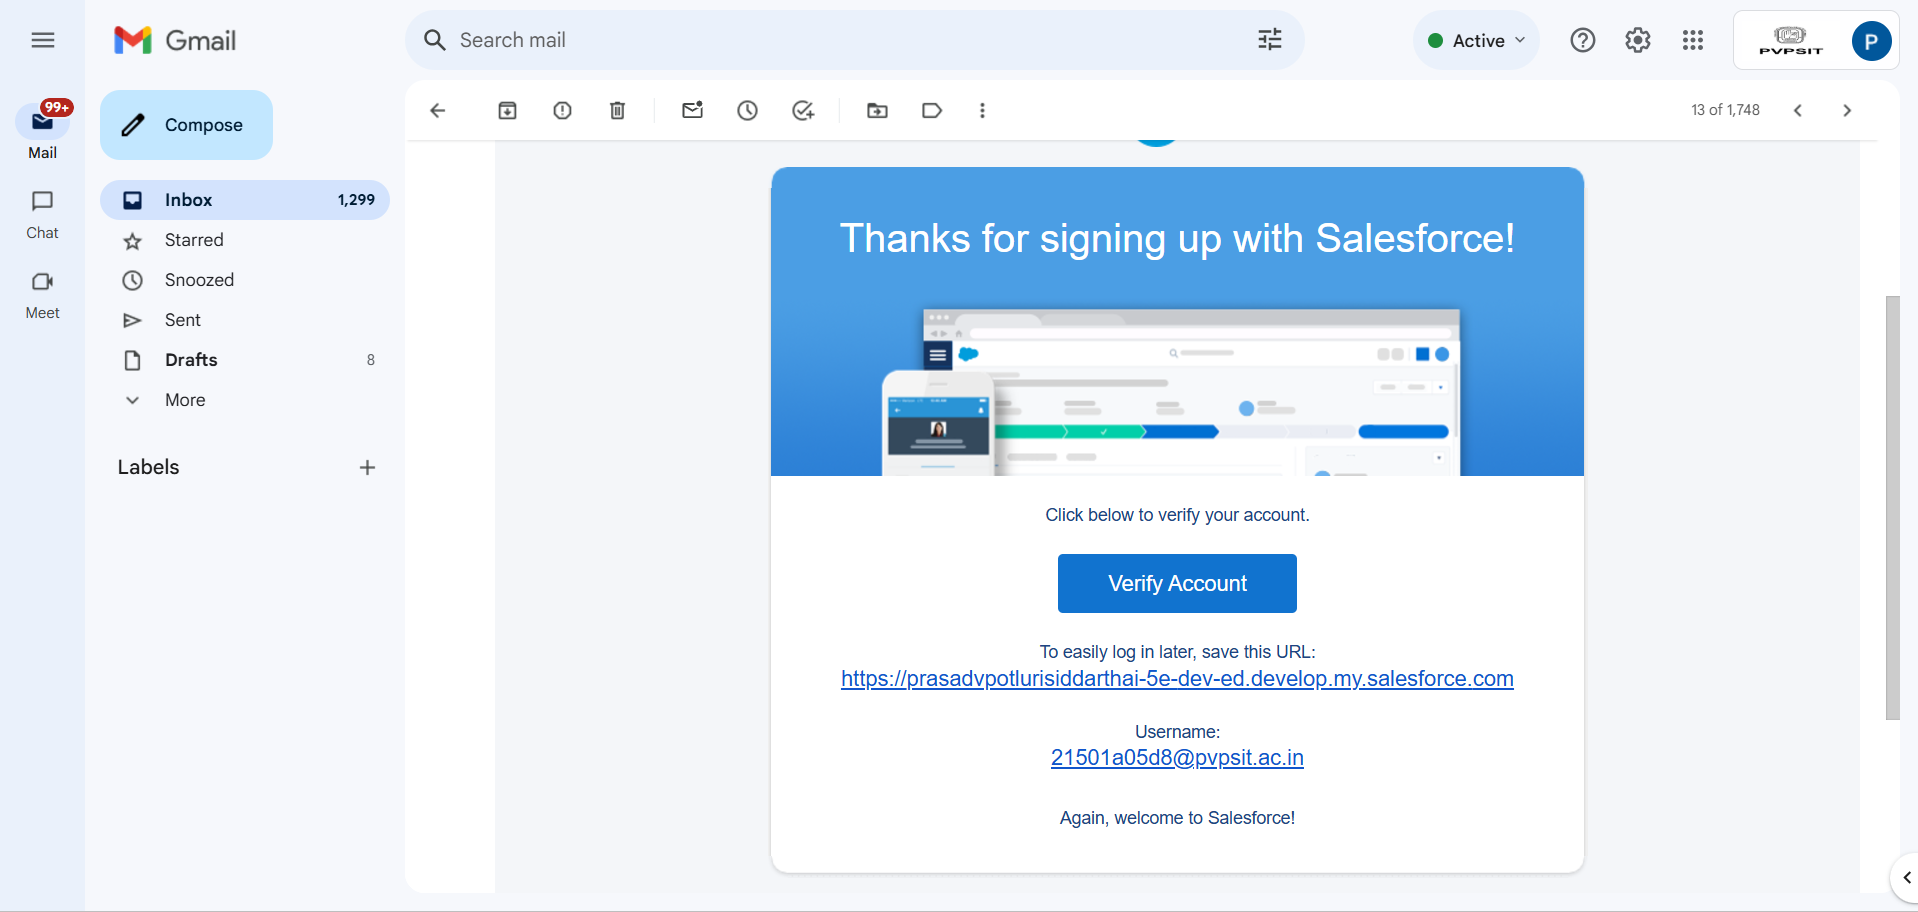 Gmail
Search mail
Active
PVPSIT
P
99+
Mail
Compose
13 of 1,748
Inbox 1,299
Chat
Starred
Snoozed
Meet
Sent
Drafts 8
More
Labels
Thanks for signing up with Salesforce!
Click below to verify your account.
Verify Account
To easily log in later, save this URL:
https://prasadvpotlurisiddarthai-5e-dev-ed.develop.my.salesforce.com
Username:
21501a05d8@pvpsit.ac.in
Again, welcome to Salesforce!